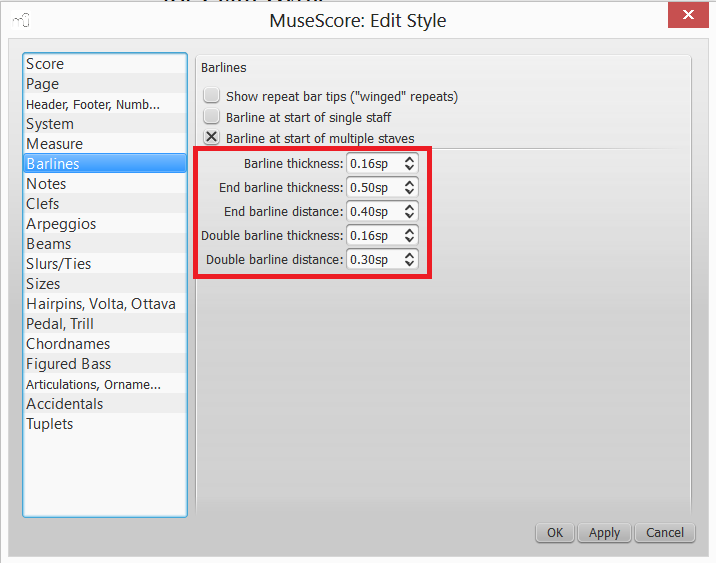 MuseScore: Edit Style
Score
Page
Header, Footer, Numb...
System
Measure
Barlines
Notes
Clefs
Arpeggios
Beams
Slurs/Ties
Sizes
Hairpins, Volta, Ottava
Pedal, Trill
Chordnames
Figured Bass
Articulations, Orname...
Accidentals
Tuplets
Barlines
Show repeat bar tips ("winged" repeats)
Barline at start of single staff
Barline at start of multiple staves
Barline thickness: 0.16sp
End barline thickness: 0.50sp
End barline distance: 0.40sp
Double barline thickness: 0.16sp
Double barline distance: 0.30sp
OK Apply Cancel